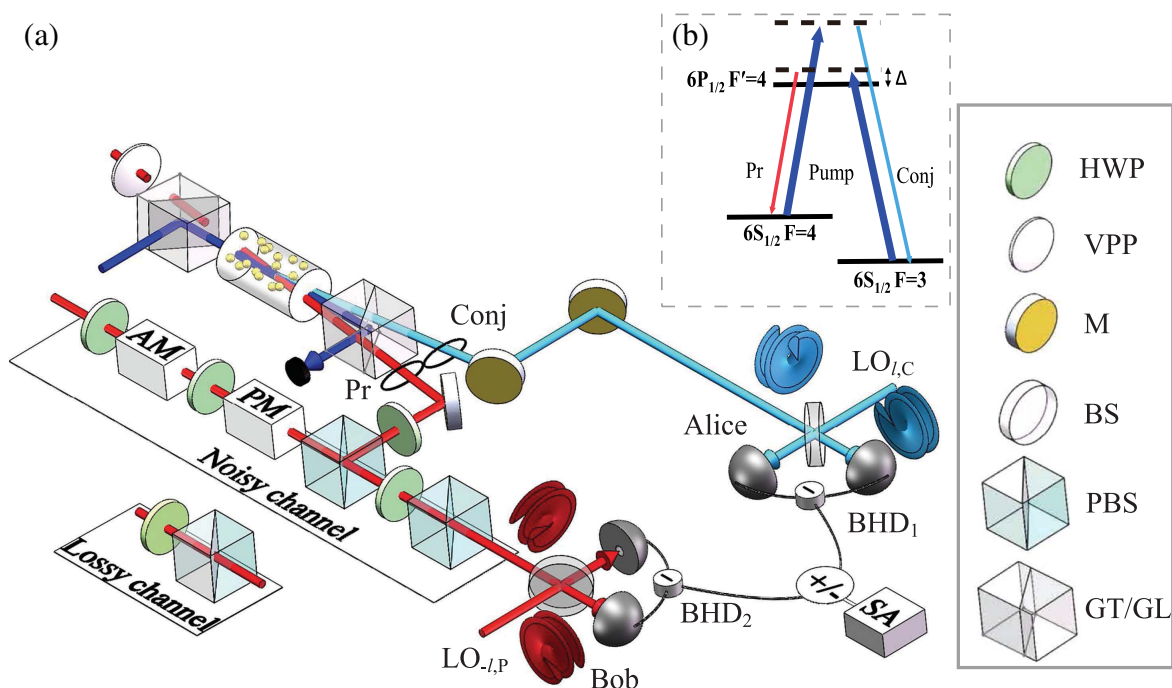 (a)
(b)
6P1/2 F'=4
Δ
Pr
Pump
Conj
6S1/2 F=4
6S1/2 F=3
HWP
VPP
M
BS
PBS
GT/GL
Conj
Pr
AM
PM
Noisy channel
Lossy channel
LOl,C
Alice
−
BHD1
+/-
SA
−
BHD2
LO-l,P
Bob